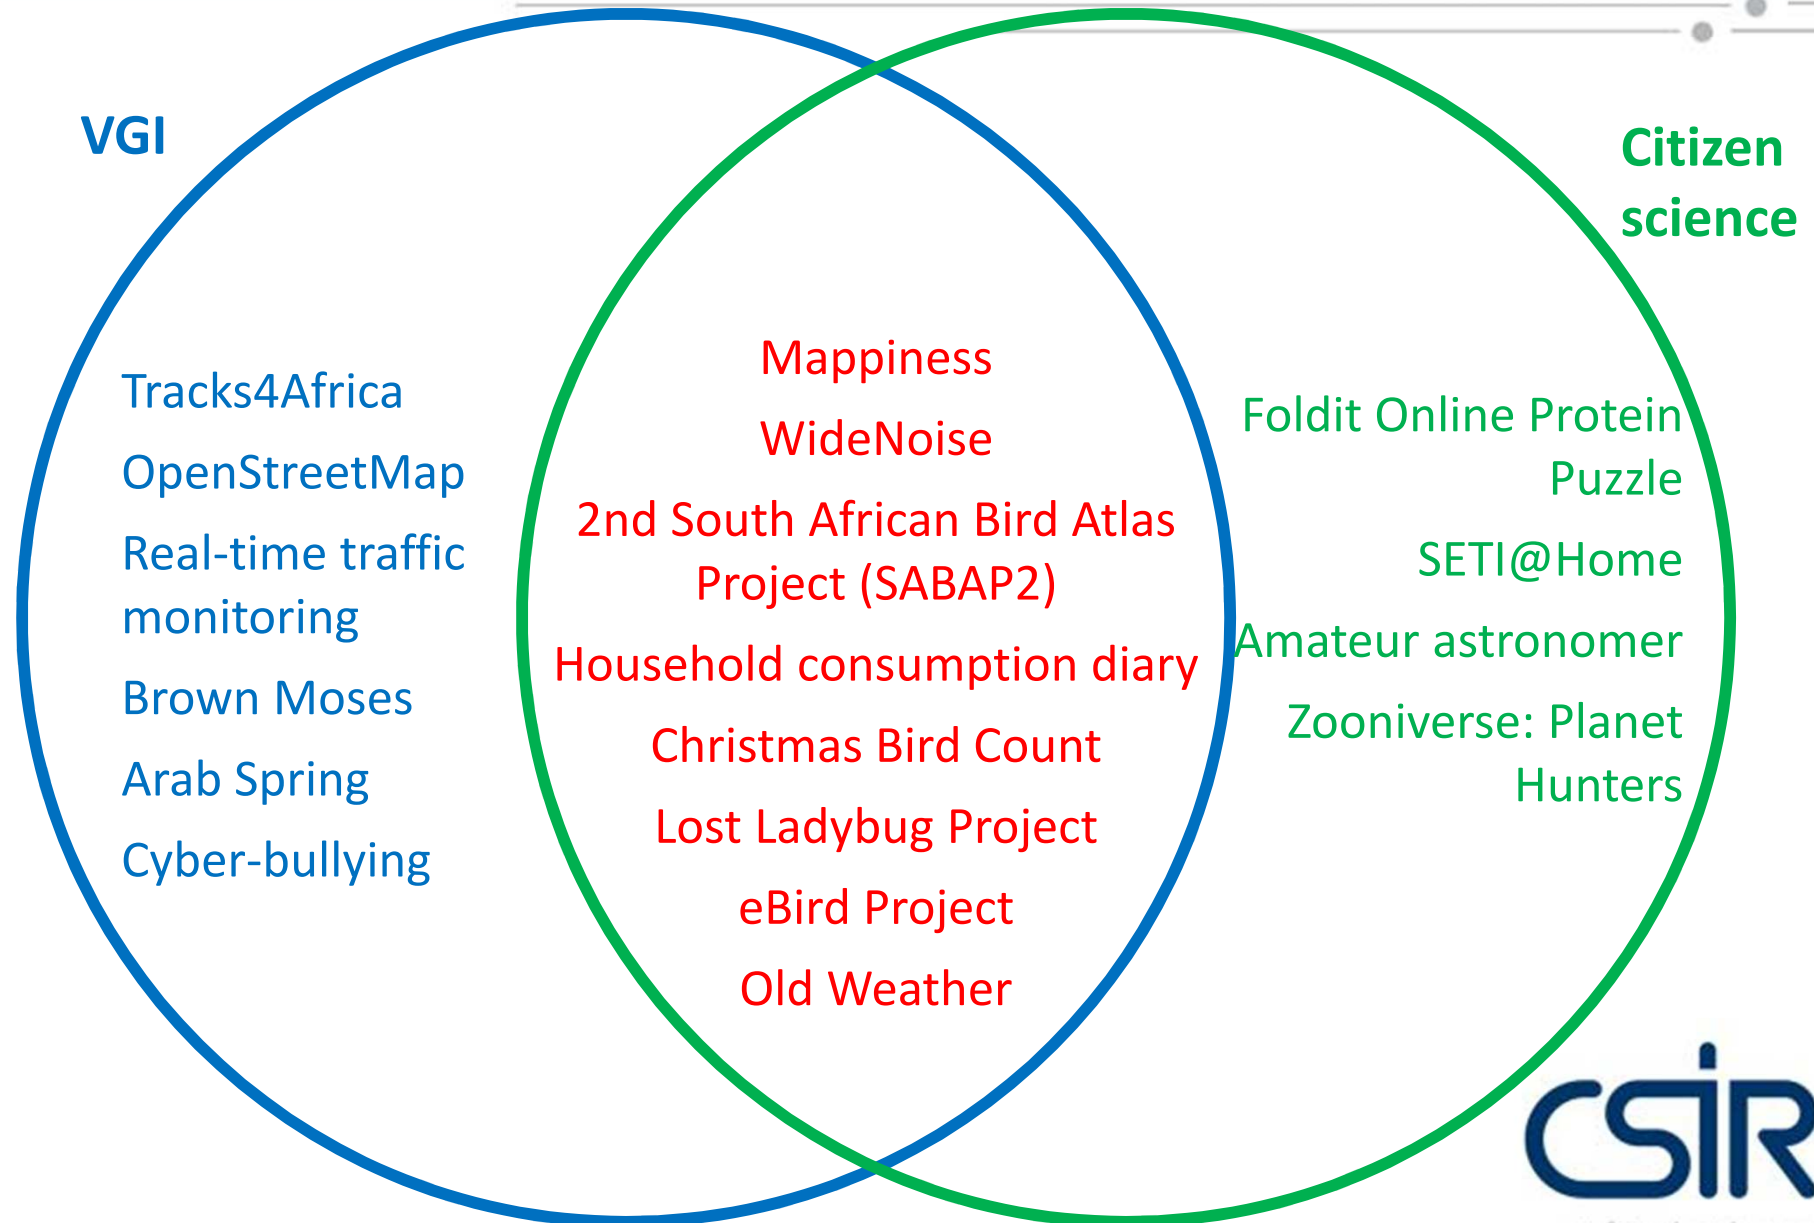 VGI
Citizen
science
Tracks4Africa
OpenStreetMap
Real-time traffic
monitoring
Brown Moses
Arab Spring
Cyber-bullying
Mappiness
WideNoise
2nd South African Bird Atlas
Project (SABAP2)
Household consumption diary
Christmas Bird Count
Lost Ladybug Project
eBird Project
Old Weather
Foldit Online Protein
Puzzle
SETI@Home
Amateur astronomer
Zooniverse: Planet
Hunters
CSIR